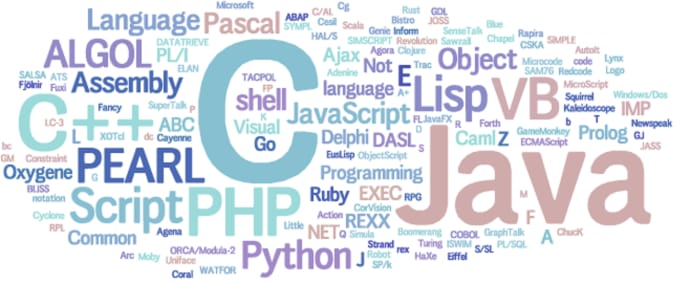 Microsoft
Language
Pascal
ABAP
C/AL
Cg
SYMPL
Cesil
Scala
HAL/S
Genie
Rust
GDL
Bistro
JOSS
Inform
SenseTalk
Blue
SIMSCRIPT
Revolution
Sawzall
Chapel
Rapira
CSKA
SiMPLE
ALGOL
DATATRIEVE
PL/I
ELAN
Ajax
Adenine
Agora
Clojure
Not
Trac
E
A+
Object
Microcode
SAM76
AutoIt
code
Redcode
Lynx
Logo
SALSA
ATS
Fjölnir
Fuxi
Assembly
C
TACPOL
FP
shell
K
Visual
Go
language
Lisp
VB
MicroScript
Squirrel
Kaleidoscope
Windows/Dos
IMP
C++
Fancy
SuperTalk
P
LC-3
ABC
L
XOTcl
dc
Cayenne
JavaScript
FL
JavaFX
R
Forth
D
b
T
Newspeak
Delphi
DASL
S
Caml
Z
GameMonkey
ECMAScript
Prolog
GJ
JASS
bc
GM
Constraint
Oxygene
PEARL
G
EusLisp
ObjectScript
Programming
Java
BLISS
notation
Script
PHP
Ruby
EXEC
RPG
M
F
Cyclone
RPL
Common
Agena
Little
Action
CorVision
REXX
NET
Q
Simula
Boomerang
COBOL
GraphTalk
A
ChucK
Arc
Moby
ORCA/Modula-2
Uniface
Coral
WATFOR
Python
J
Strand
rex
Rador
SP/k
Turing
HaXe
ISWIM
PL/SQL
Eiffel
S/SL